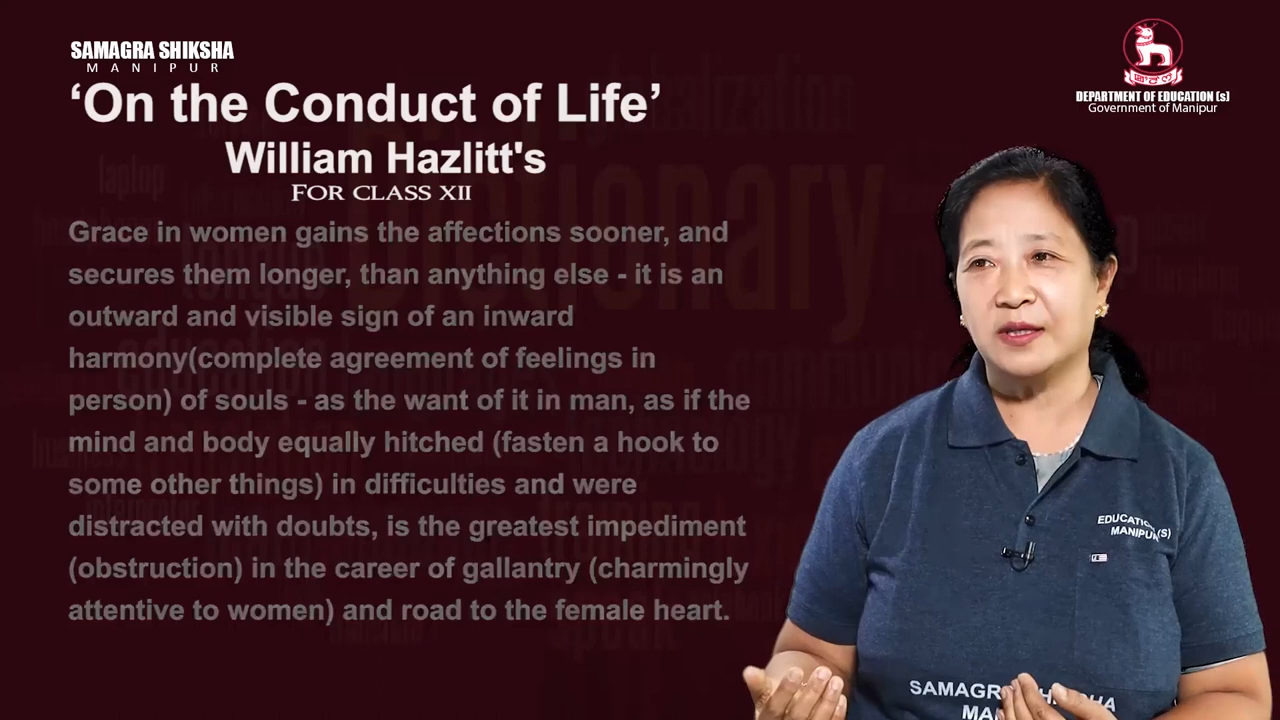 SAMAGRA SHIKSHA
MANIPUR
‘On the Conduct of Life’
William Hazlitt's
FOR CLASS XII
Grace in women gains the affections sooner, and
secures them longer, than anything else - it is an
outward and visible sign of an inward
harmony(complete agreement of feelings in
person) of souls - as the want of it in man, as if the
mind and body equally hitched (fasten a hook to
some other things) in difficulties and were
distracted with doubts, is the greatest impediment
(obstruction) in the career of gallantry (charmingly
attentive to women) and road to the female heart.
DEPARTMENT OF EDUCATION (s)
Government of Manipur
laptop
dictionary
speak
EDUCATION (S)
MANIPUR
SAMAGRA SHIKSHA